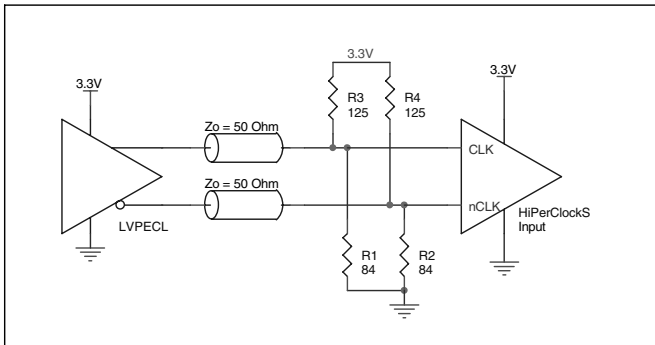 3.3V
3.3V
3.3V
R3
125
R4
125
Zo = 50 Ohm
CLK
Zo = 50 Ohm
nCLK
LVPECL
HiPerClockS
Input
R1
84
R2
84